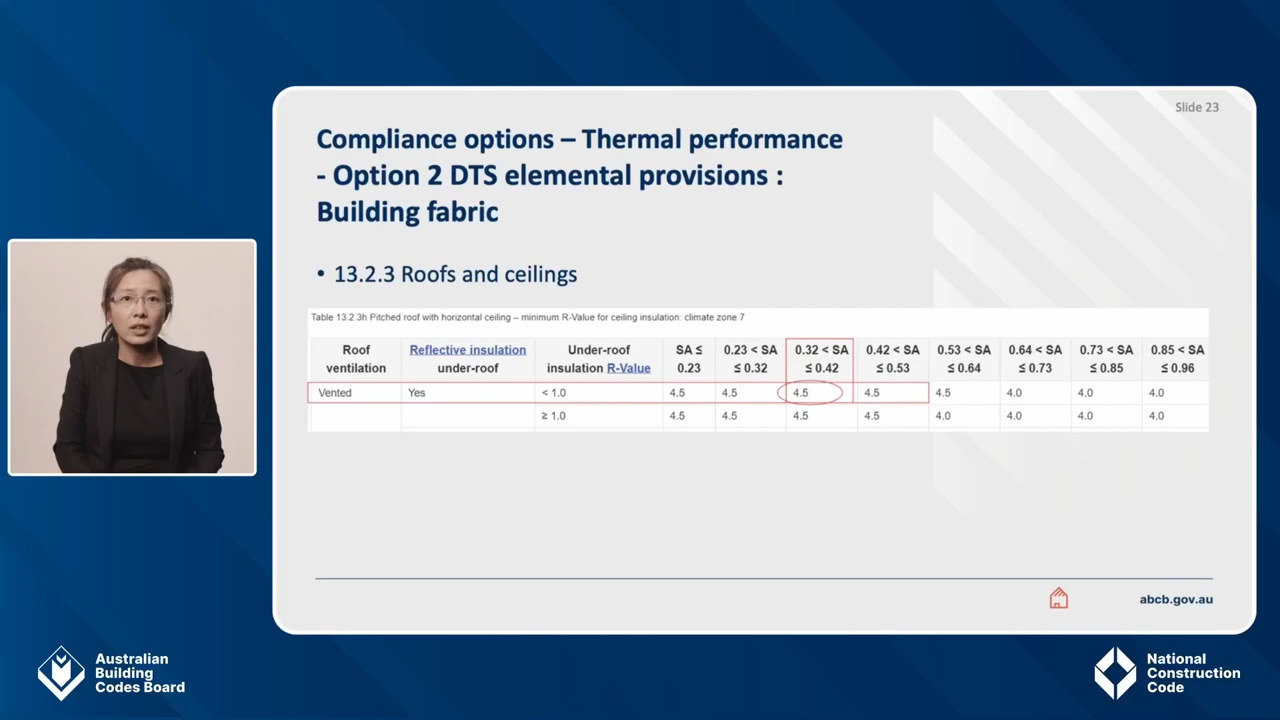 Slide 23
Compliance options – Thermal performance
- Option 2 DTS elemental provisions :
Building fabric
• 13.2.3 Roofs and ceilings
Table 13.2.3h Pitched roof with horizontal ceiling – minimum R-Value for ceiling insulation: climate zone 7
Roof ventilation | Reflective insulation under-roof | Under-roof insulation R-Value | SA ≤ 0.23 | 0.23 < SA ≤ 0.32 | 0.32 < SA ≤ 0.42 | 0.42 < SA ≤ 0.53 | 0.53 < SA ≤ 0.64 | 0.64 < SA ≤ 0.73 | 0.73 < SA ≤ 0.85 | 0.85 < SA ≤ 0.96
Vented | Yes | < 1.0 | 4.5 | 4.5 | 4.5 | 4.5 | 4.5 | 4.0 | 4.0 | 4.0
≥ 1.0 | 4.5 | 4.5 | 4.5 | 4.5 | 4.0 | 4.0 | 4.0 | 4.0
abcb.gov.au
Australian
Building
Codes Board
National
Construction
Code